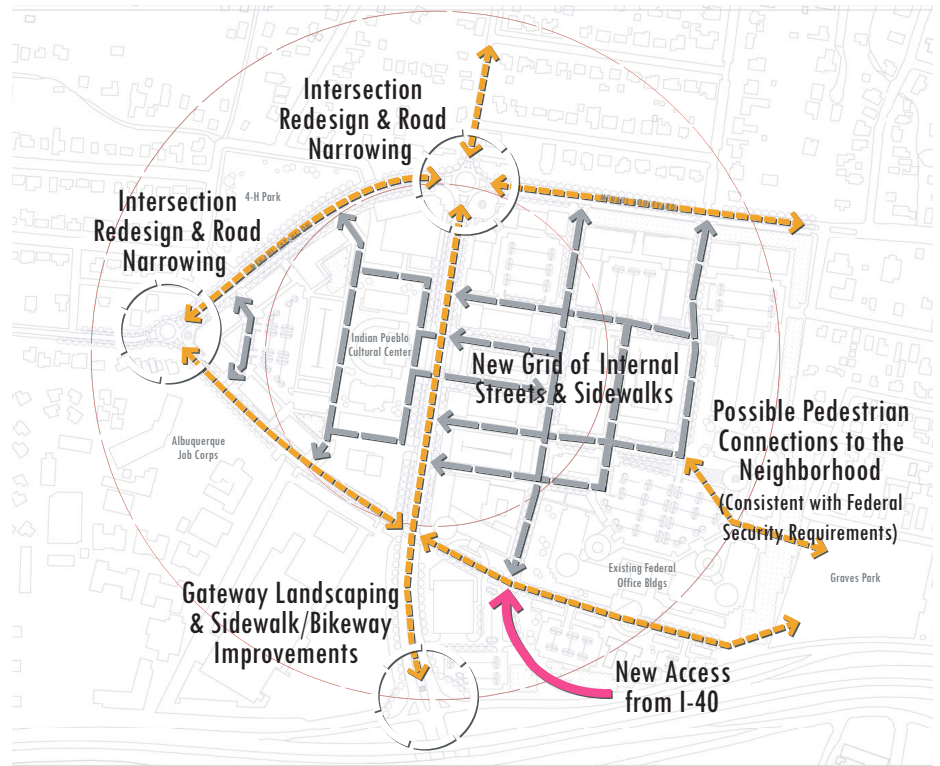 Intersection
Redesign & Road
Narrowing
4-H Park
Intersection
Redesign & Road
Narrowing
Indian Pueblo
Cultural Center
New Grid of Internal
Streets & Sidewalks
Possible Pedestrian
Connections to the
Neighborhood
(Consistent with Federal
Security Requirements)
Albuquerque
Job Corps
Existing Federal
Office Bldgs
Graves Park
Gateway Landscaping
& Sidewalk/Bikeway
Improvements
New Access
from I-40